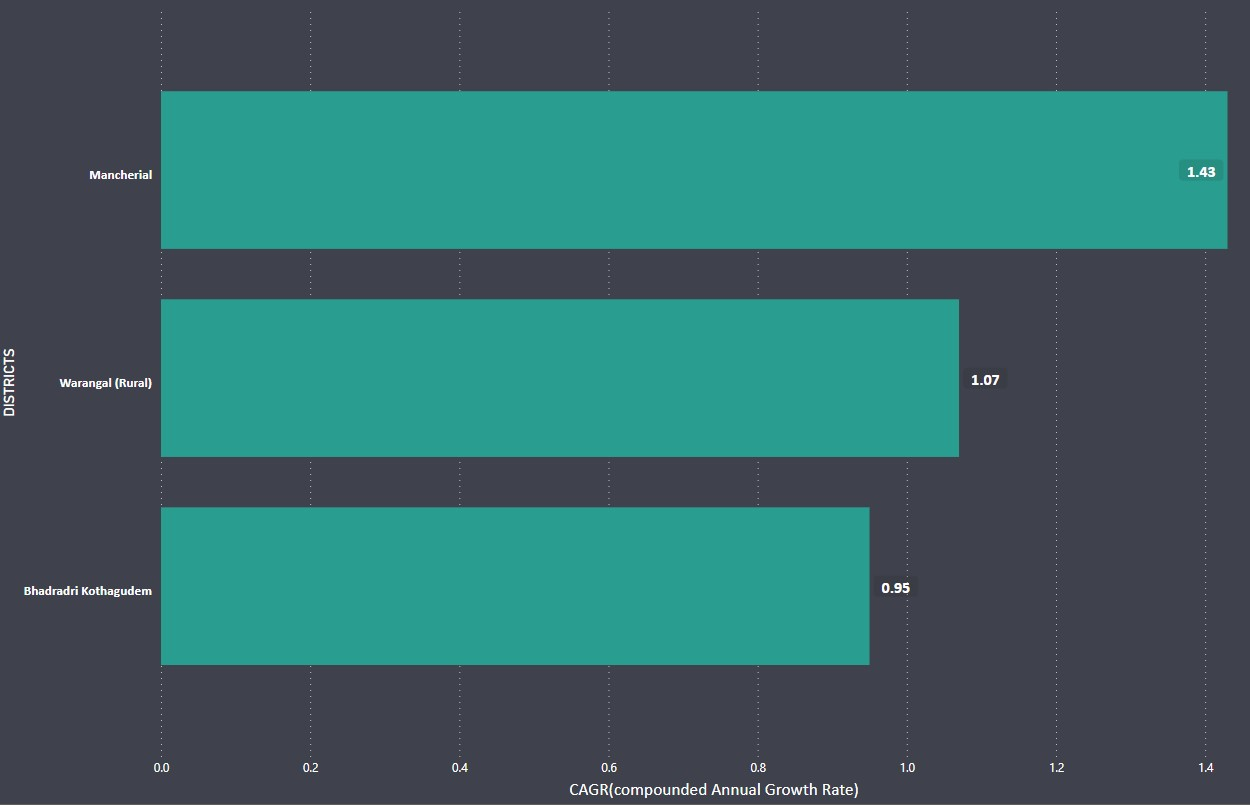 DISTRICTS
Mancherial
1.43
Warangal (Rural)
1.07
Bhadradri Kothagudem
0.95
0.0 0.2 0.4 0.6 0.8 1.0 1.2 1.4
CAGR(compounded Annual Growth Rate)